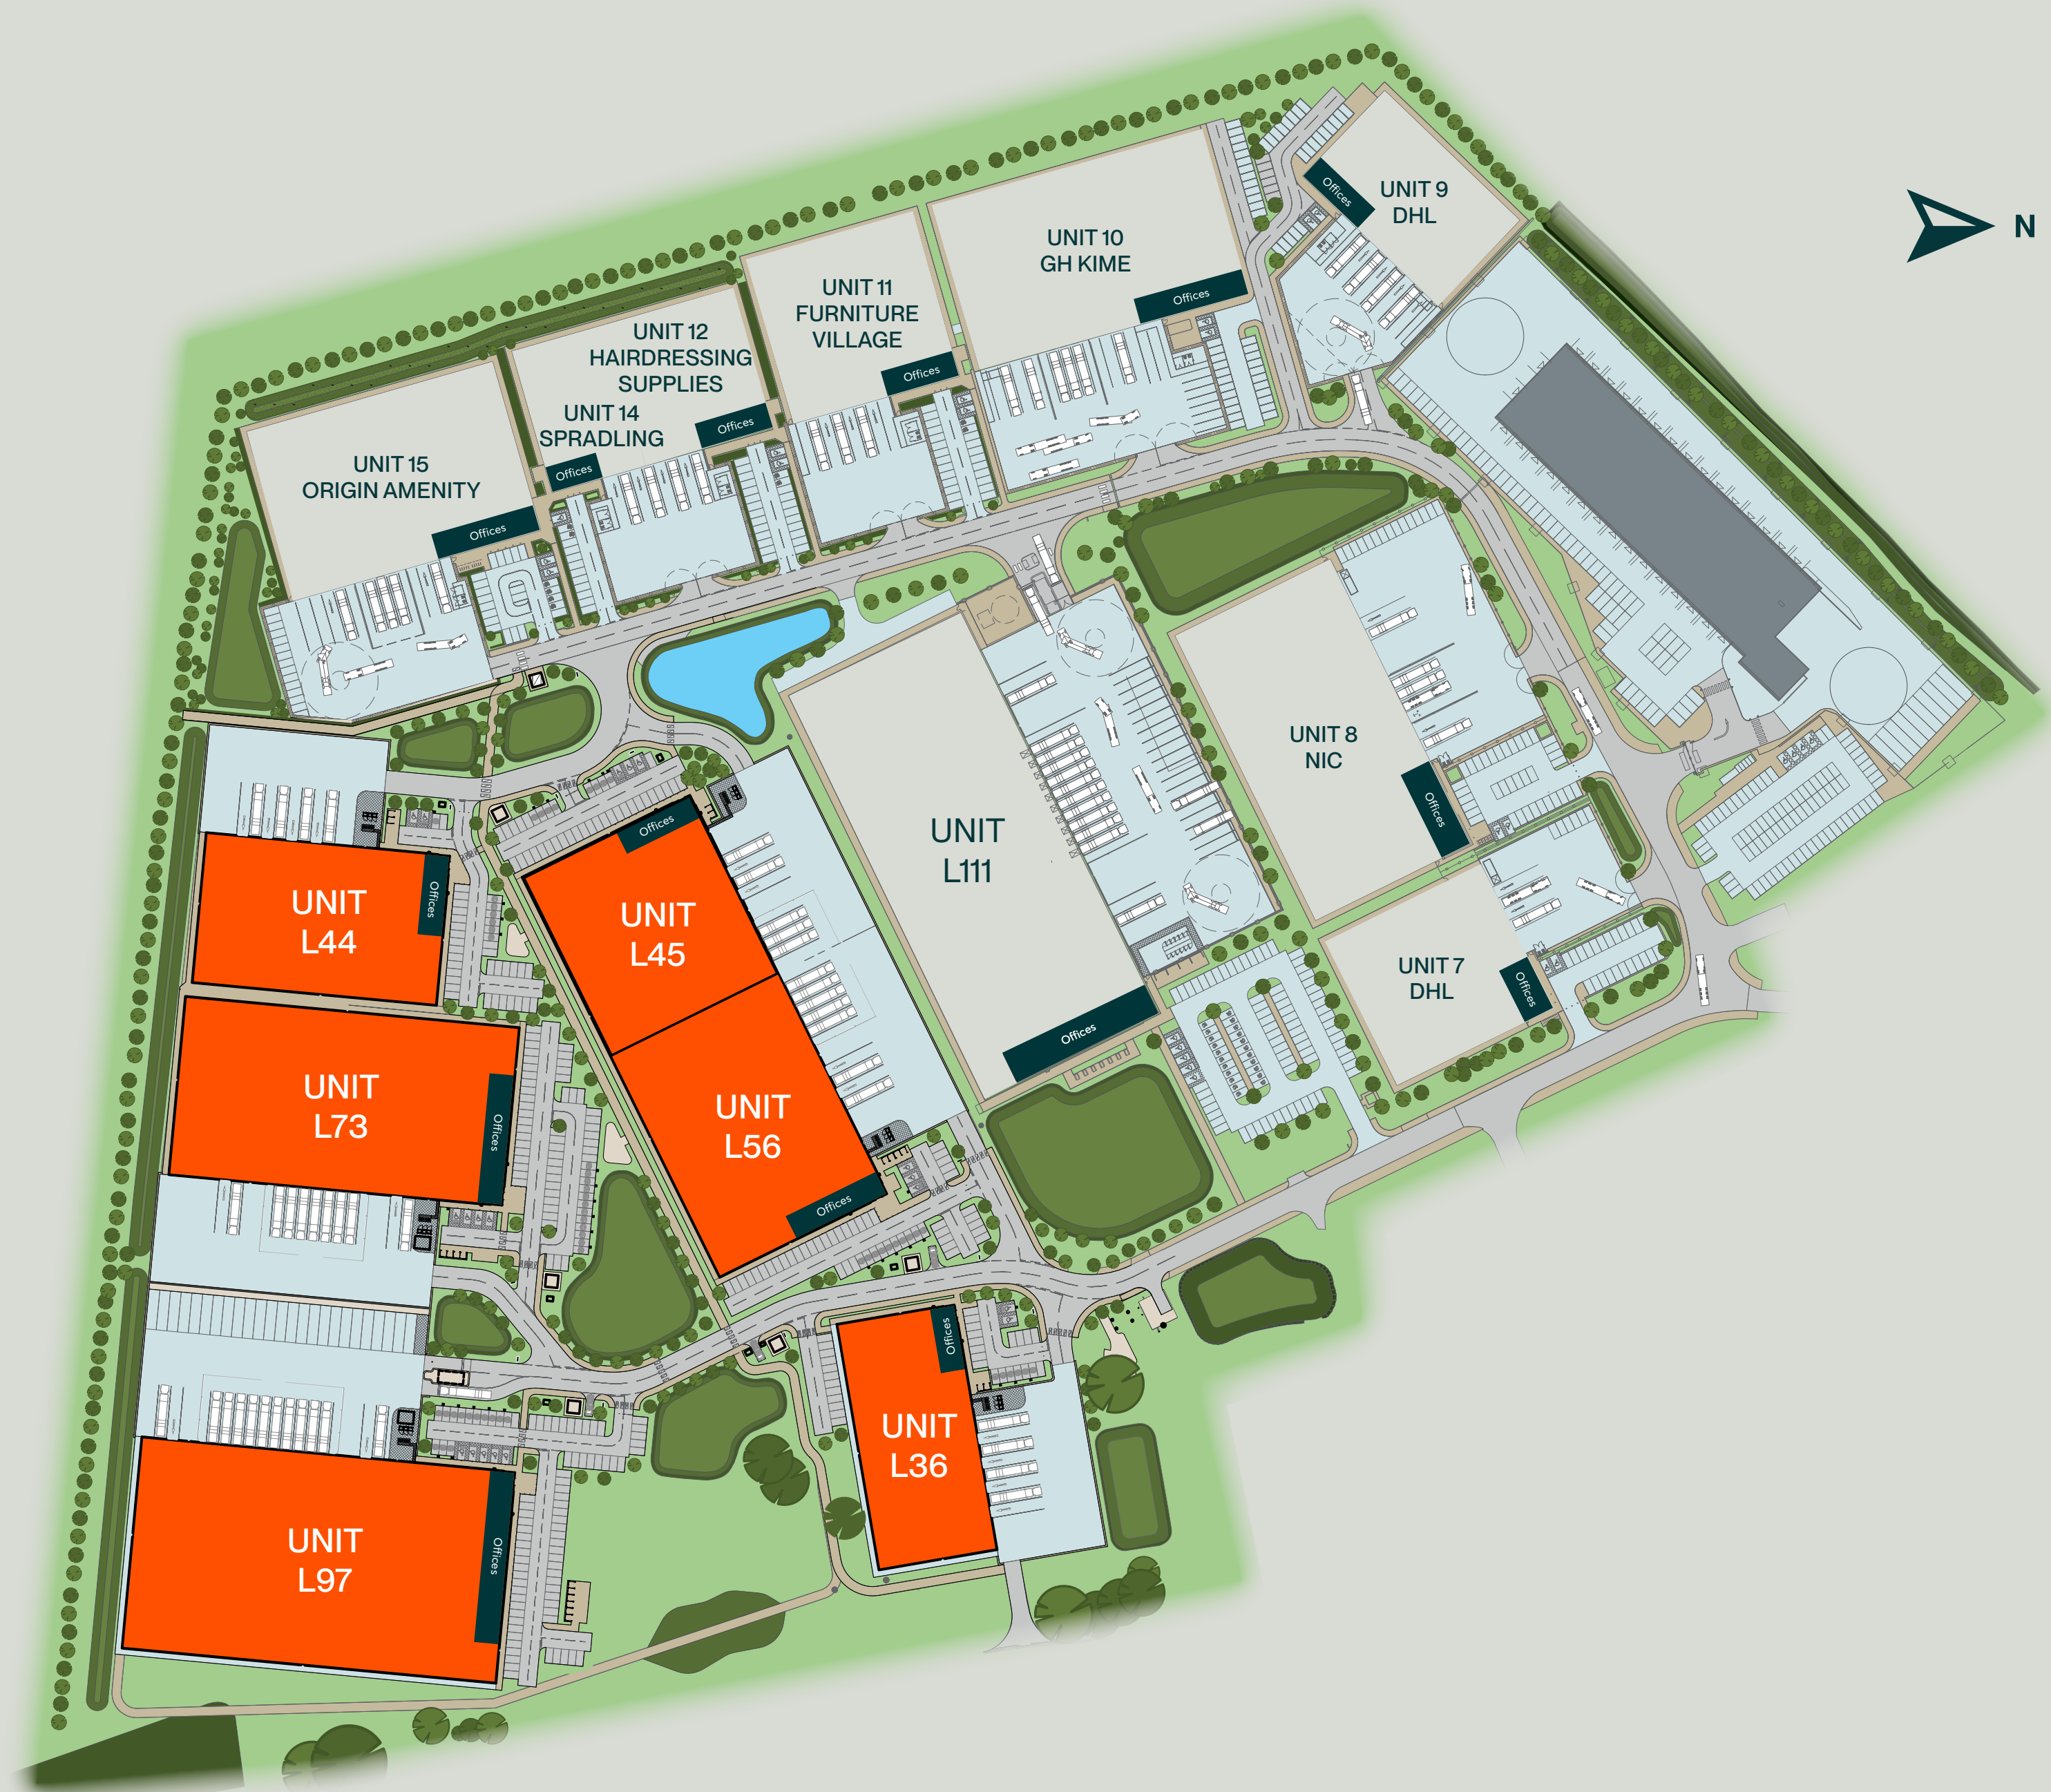 UNIT 9
DHL
Offices
N
UNIT 10
GH KIME
Offices
UNIT 11
FURNITURE
VILLAGE
Offices
UNIT 12
HAIRDRESSING
SUPPLIES
Offices
UNIT 14
SPRADLING
Offices
UNIT 15
ORIGIN AMENITY
Offices
UNIT 8
NIC
Offices
UNIT
L111
Offices
UNIT 7
DHL
Offices
UNIT
L44
Offices
UNIT
L45
Offices
UNIT
L73
Offices
UNIT
L56
Offices
UNIT
L36
Offices
UNIT
L97
Offices